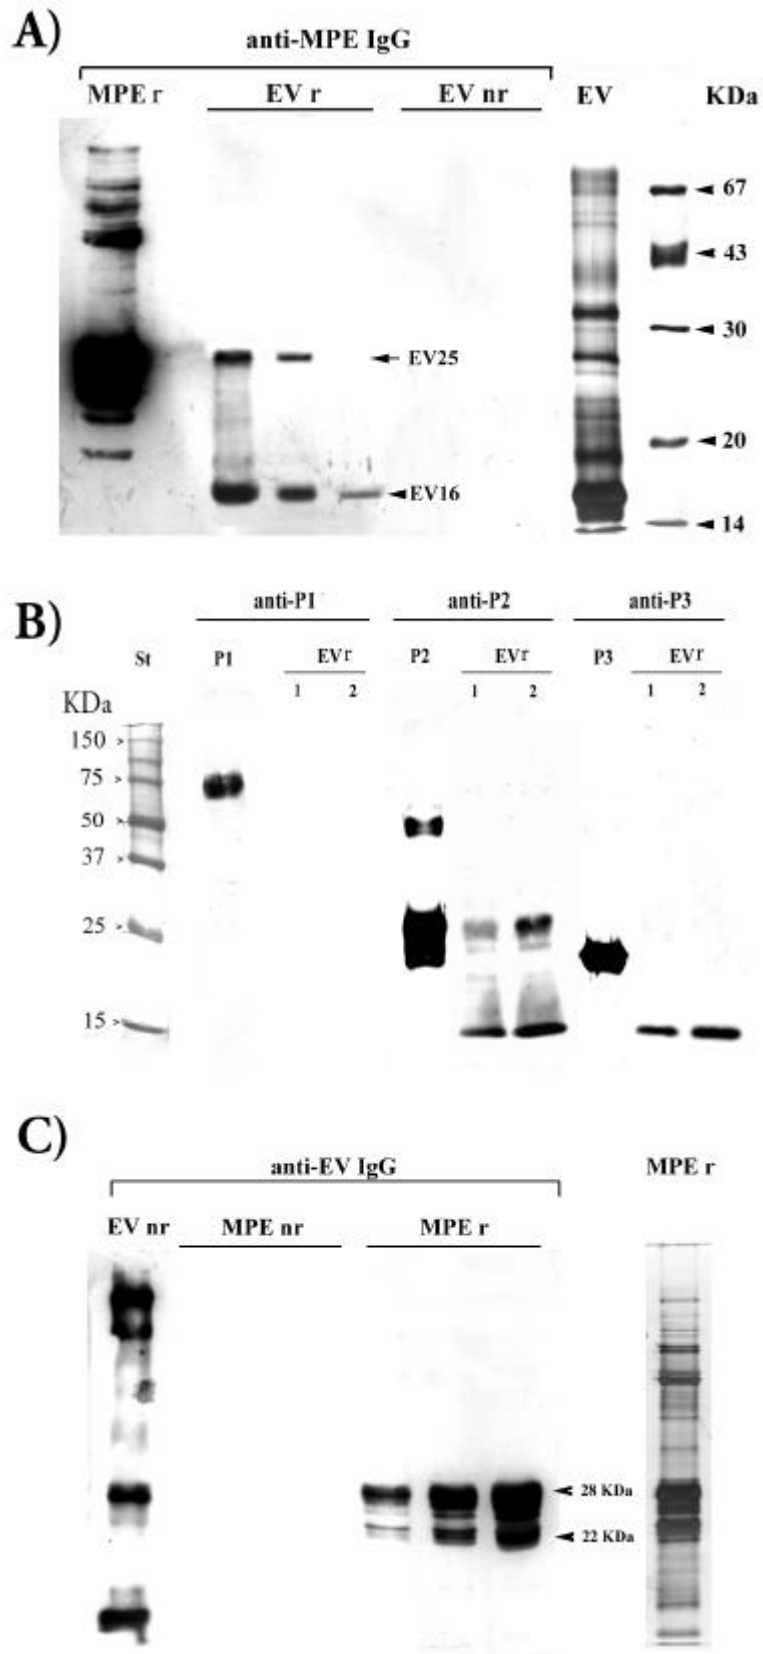 A)
anti-MPE IgG
MPE r EV r EV nr EV KDa
67
43
30
EV25
20
EV16
14
B)
anti-P1 anti-P2 anti-P3
St P1 EVr P2 EVr P3 EVr
1 2 1 2 1 2
KDa
150
75
50
37
25
15
C)
anti-EV IgG MPE r
EV nr MPE nr MPE r
28 KDa
22 KDa